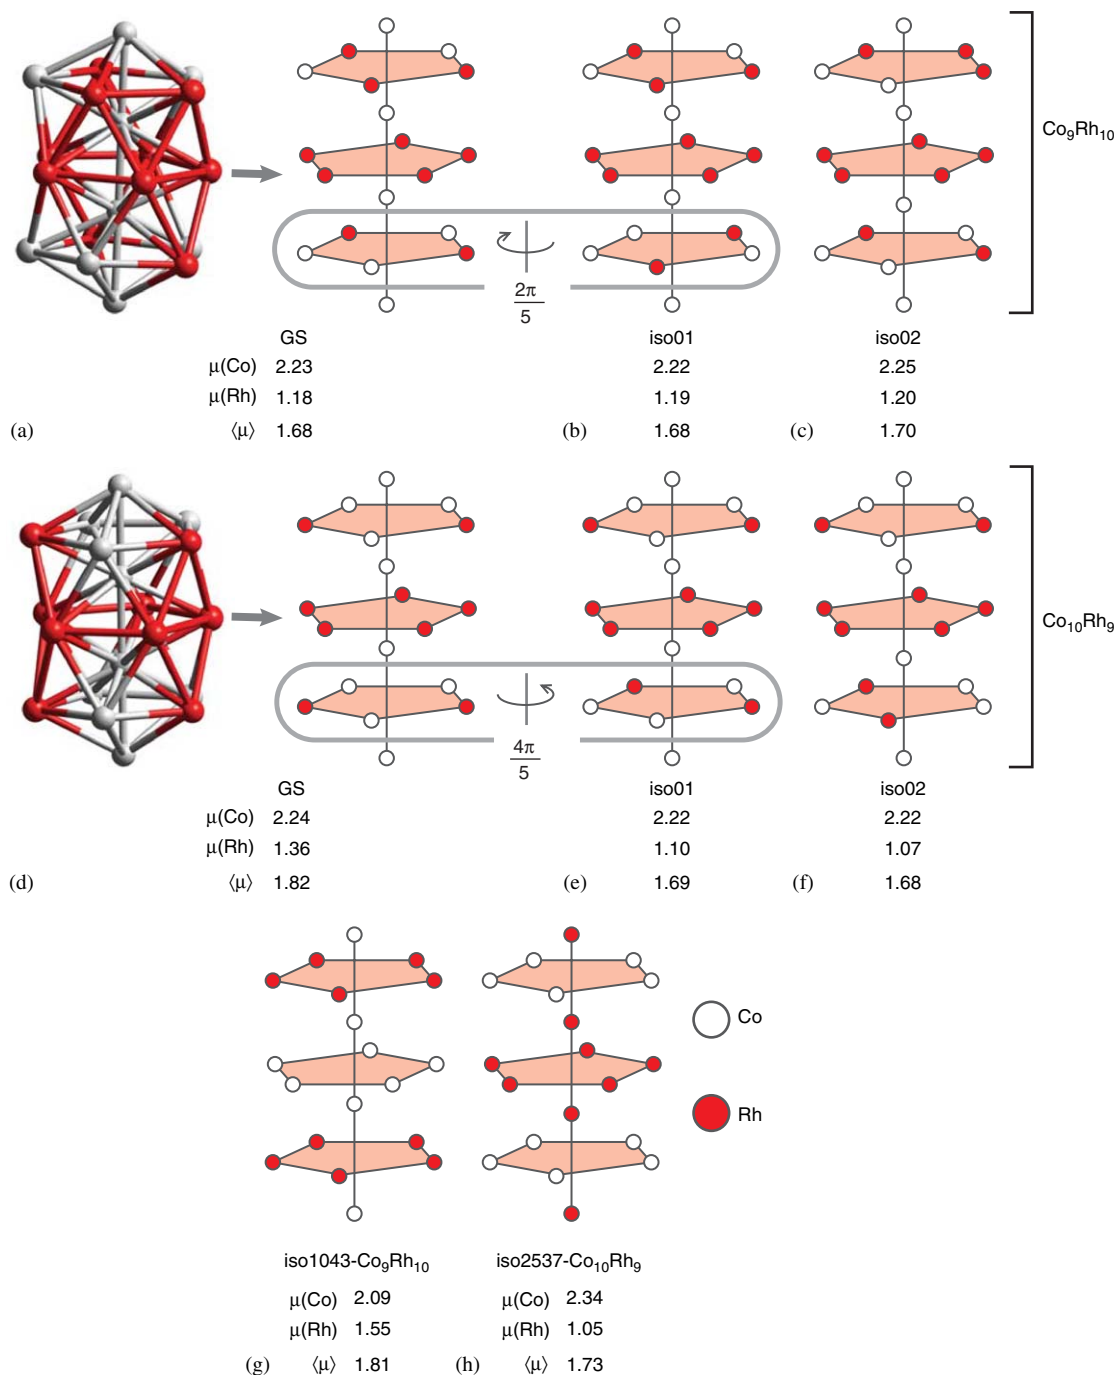 Co₉Rh₁₀
2π
5
GS iso01 iso02
μ(Co) 2.23 2.22 2.25
μ(Rh) 1.18 1.19 1.20
(a) ⟨μ⟩ 1.68 (b) 1.68 (c) 1.70
Co₁₀Rh₉
4π
5
GS iso01 iso02
μ(Co) 2.24 2.22 2.22
μ(Rh) 1.36 1.10 1.07
(d) ⟨μ⟩ 1.82 (e) 1.69 (f) 1.68
Co
Rh
iso1043-Co₉Rh₁₀ iso2537-Co₁₀Rh₉
μ(Co) 2.09 μ(Co) 2.34
μ(Rh) 1.55 μ(Rh) 1.05
(g) ⟨μ⟩ 1.81 (h) ⟨μ⟩ 1.73